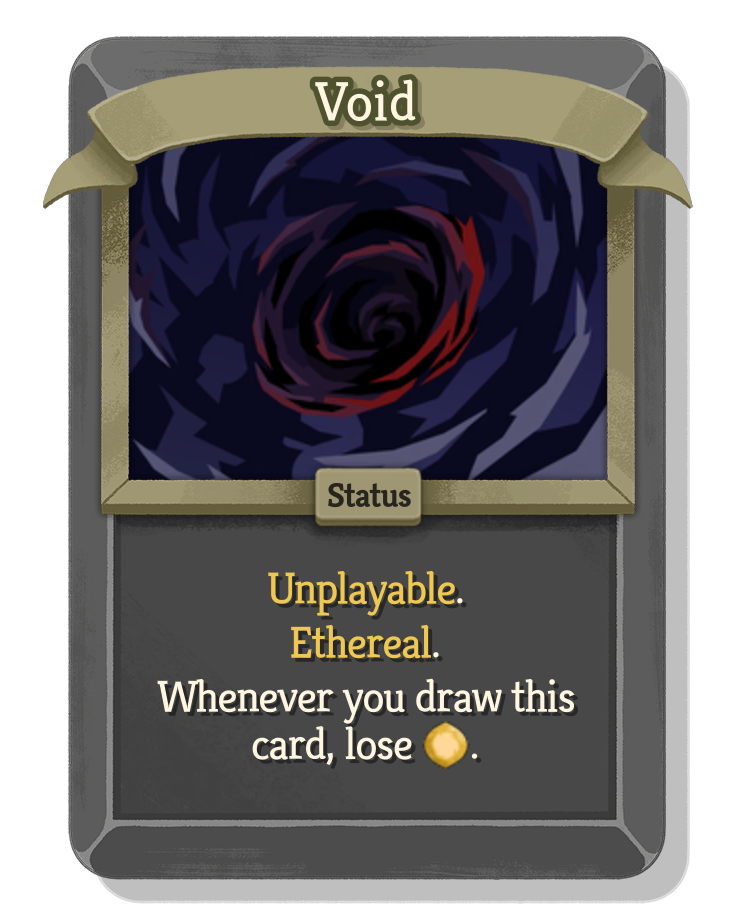 Void
Status
Unplayable.
Ethereal.
Whenever you draw this
card, lose .